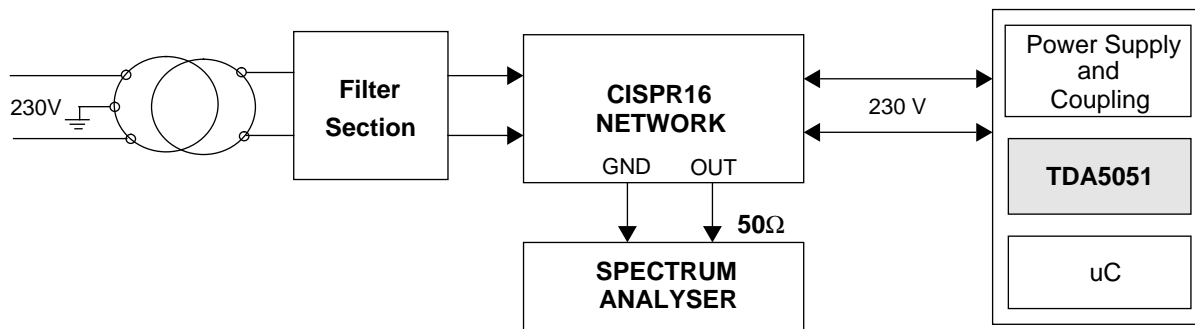 230V
Filter
Section
CISPR16
NETWORK
GND OUT
50Ω
SPECTRUM
ANALYSER
230 V
Power Supply
and
Coupling
TDA5051
uC